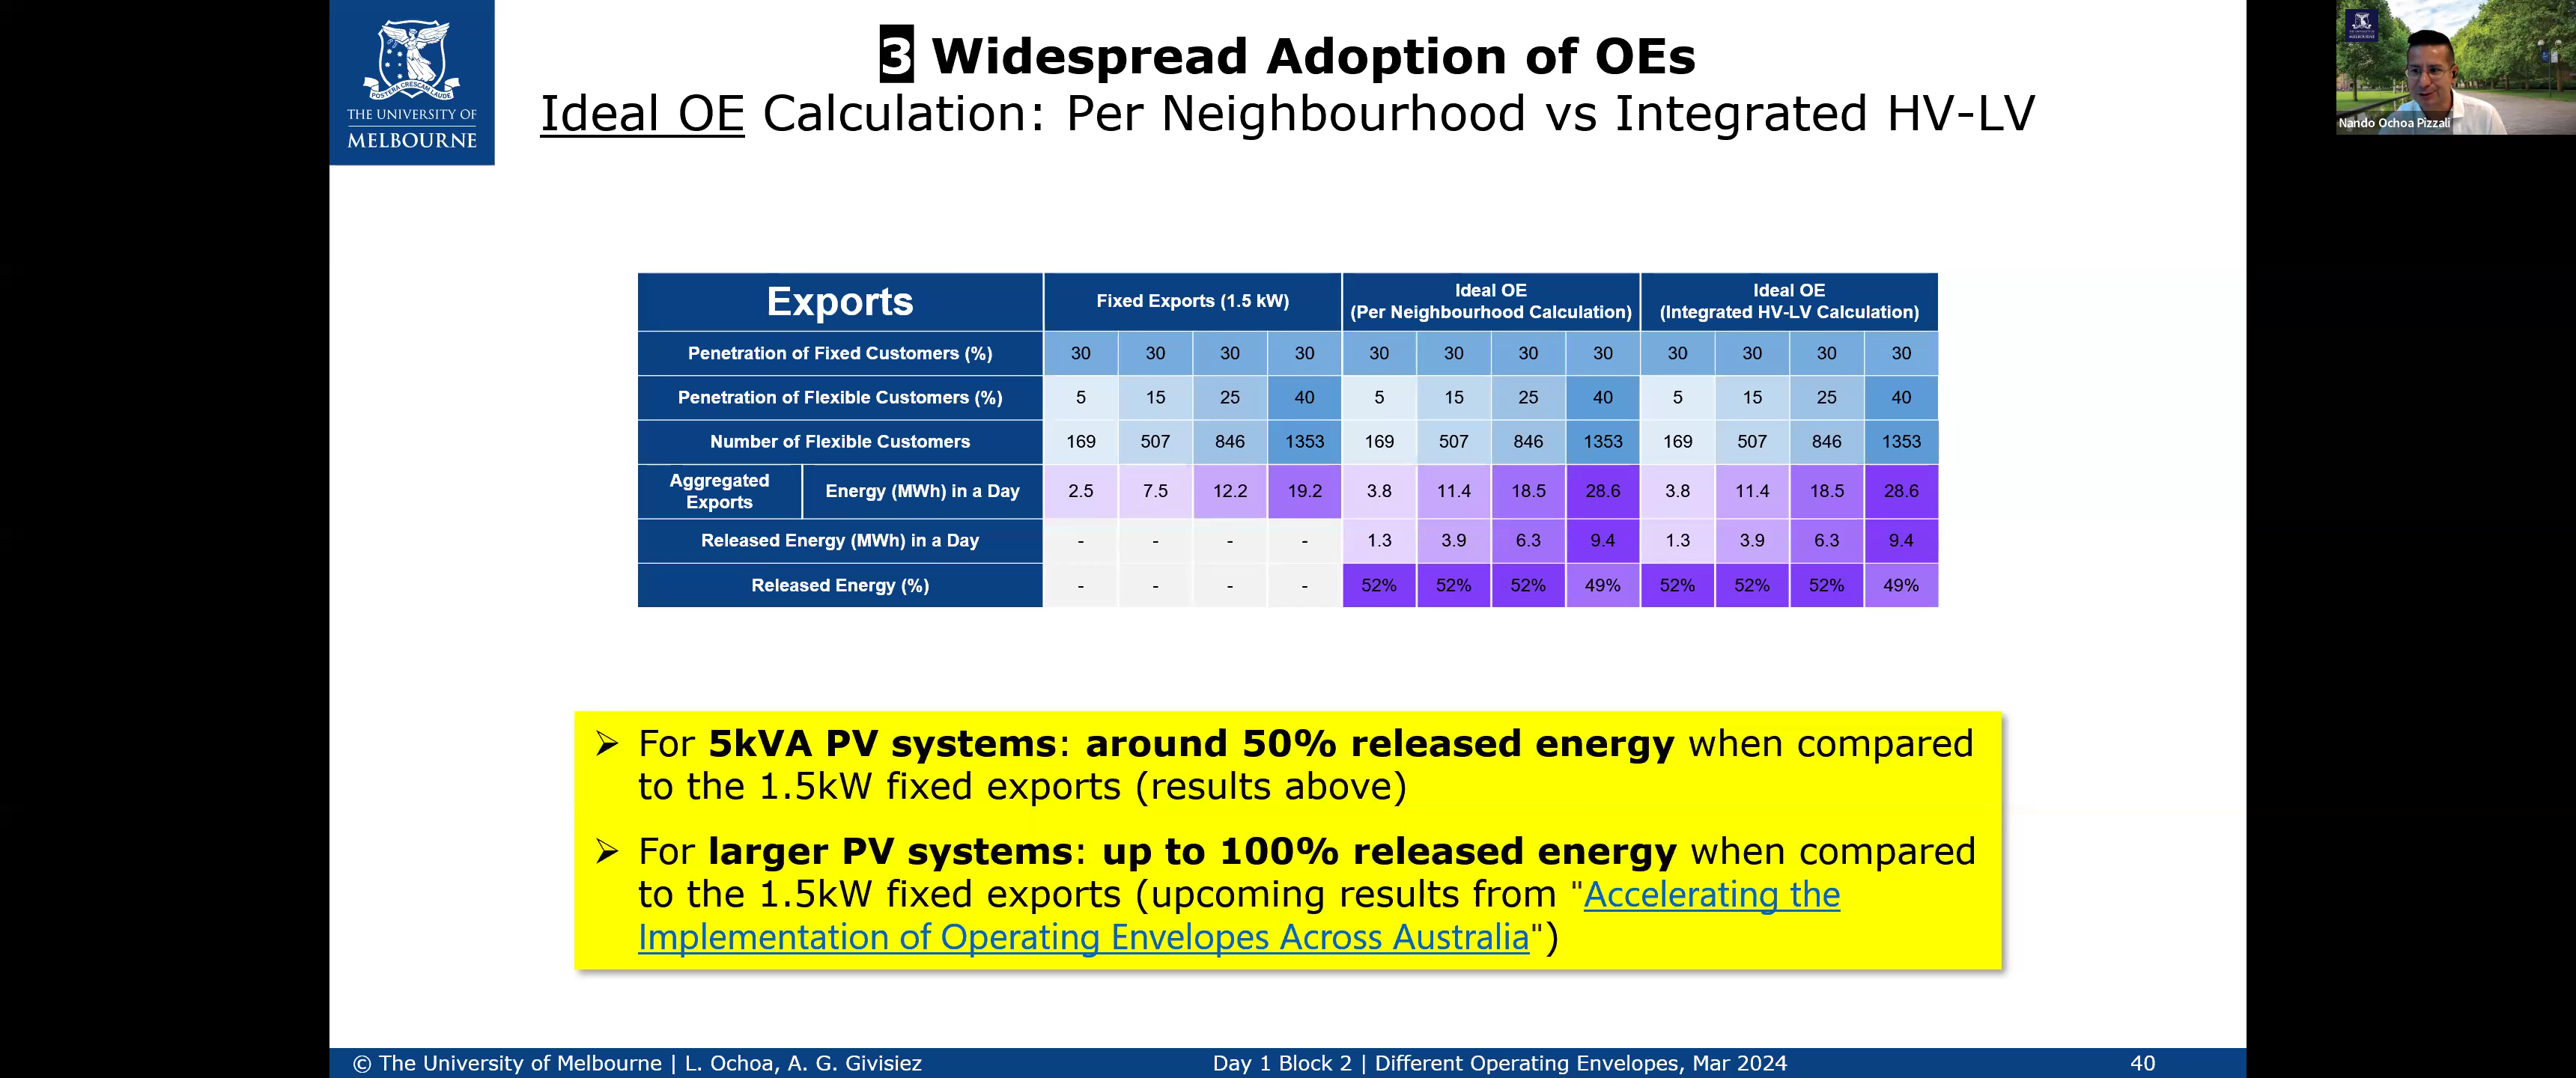 POSTERA CRESCAM LAUDE
THE UNIVERSITY OF
MELBOURNE
3 Widespread Adoption of OEs
Ideal OE Calculation: Per Neighbourhood vs Integrated HV-LV
MELBOURNE
Nando Ochoa Pizzali
Exports Fixed Exports (1.5 kW) Ideal OE (Per Neighbourhood Calculation) Ideal OE (Integrated HV-LV Calculation)
Penetration of Fixed Customers (%) 30 30 30 30 30 30 30 30 30 30 30 30
Penetration of Flexible Customers (%) 5 15 25 40 5 15 25 40 5 15 25 40
Number of Flexible Customers 169 507 846 1353 169 507 846 1353 169 507 846 1353
Aggregated Exports Energy (MWh) in a Day 2.5 7.5 12.2 19.2 3.8 11.4 18.5 28.6 3.8 11.4 18.5 28.6
Released Energy (MWh) in a Day - - - - 1.3 3.9 6.3 9.4 1.3 3.9 6.3 9.4
Released Energy (%) - - - - 52% 52% 52% 49% 52% 52% 52% 49%
➢ For 5kVA PV systems: around 50% released energy when compared
to the 1.5kW fixed exports (results above)
➢ For larger PV systems: up to 100% released energy when compared
to the 1.5kW fixed exports (upcoming results from "Accelerating the
Implementation of Operating Envelopes Across Australia")
© The University of Melbourne | L. Ochoa, A. G. Givisiez Day 1 Block 2 | Different Operating Envelopes, Mar 2024 40